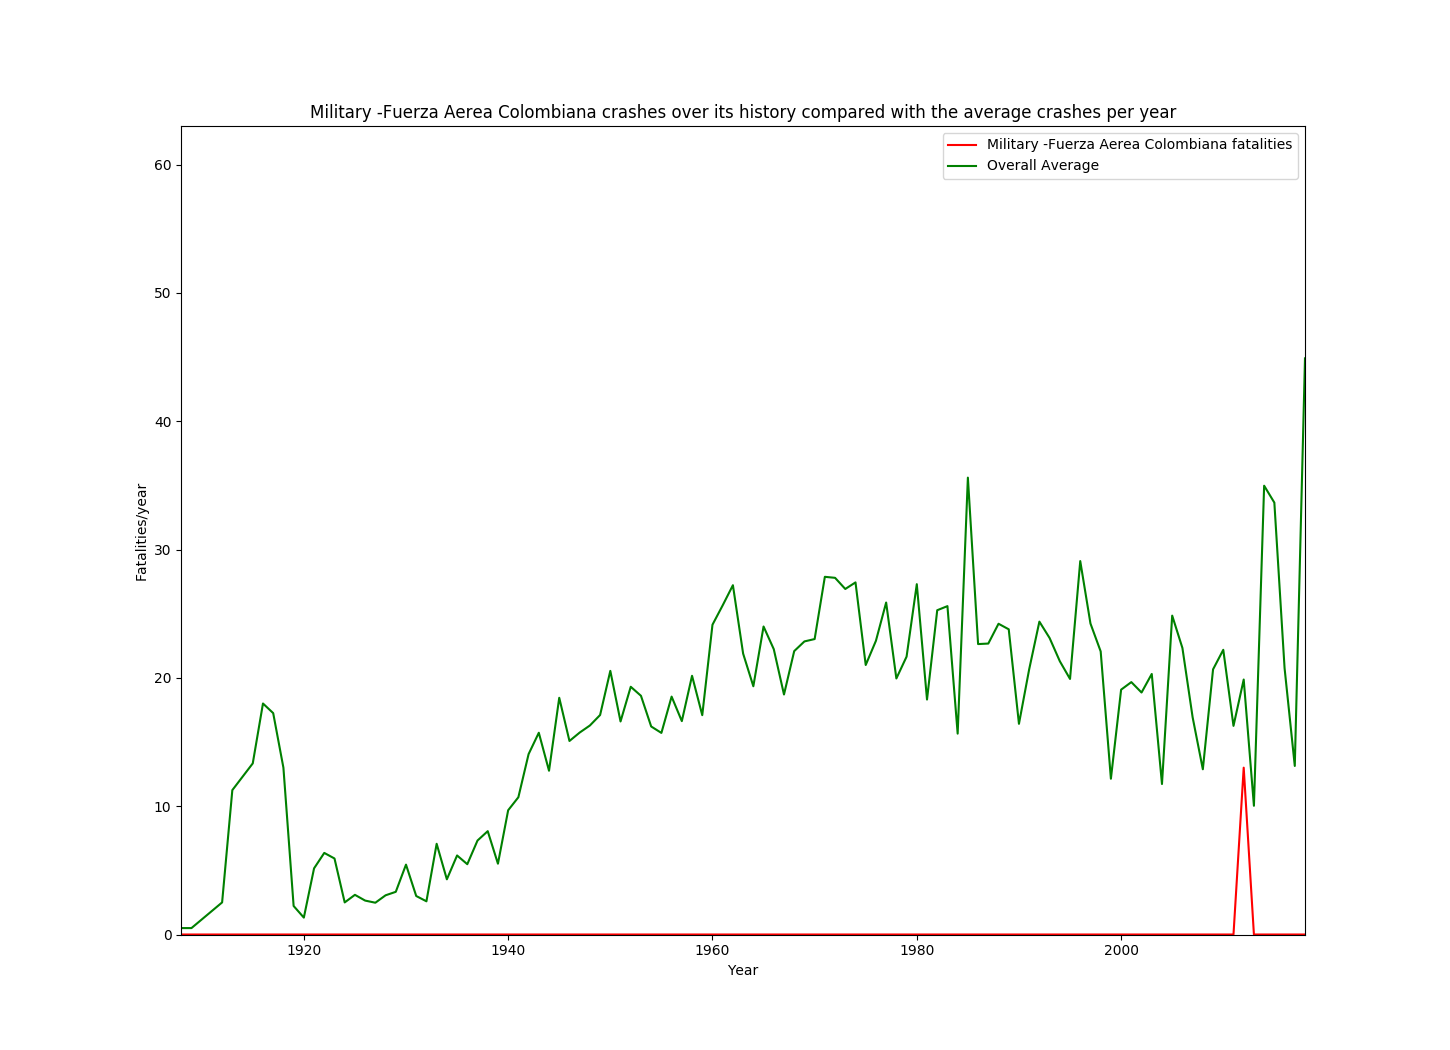 Military -Fuerza Aerea Colombiana crashes over its history compared with the average crashes per year
Military -Fuerza Aerea Colombiana fatalities
Overall Average
60
50
40
30
20
10
0
Fatalities/year
1920 1940 1960 1980 2000
Year